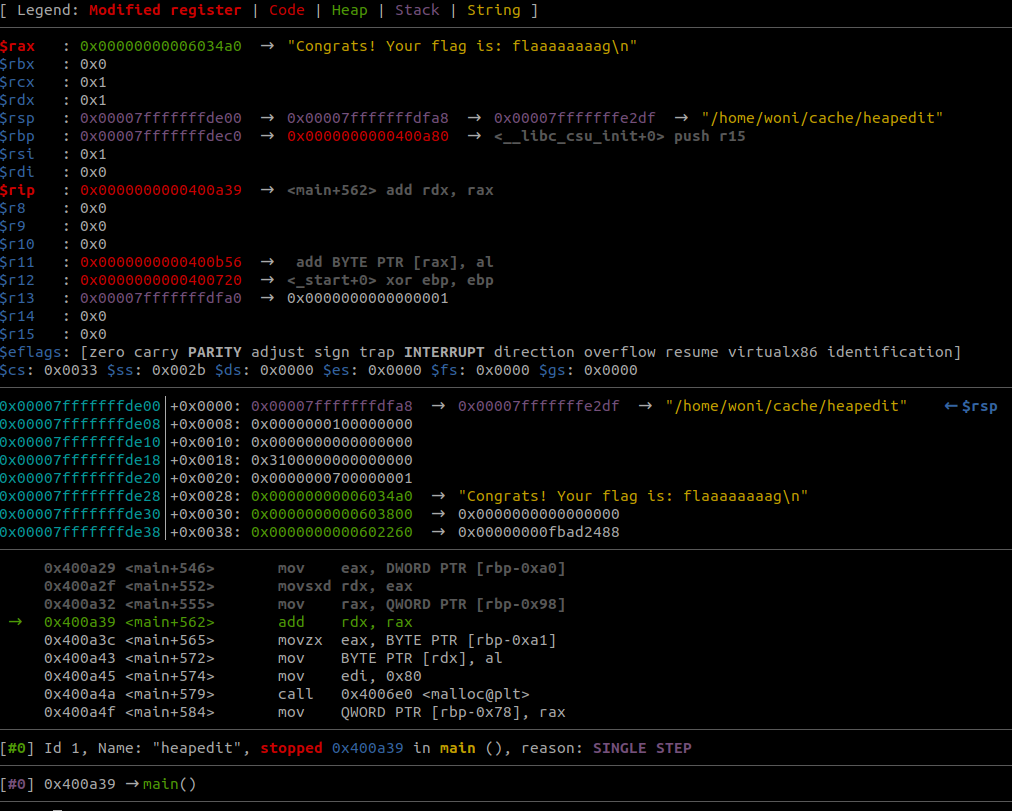 [ Legend: Modified register | Code | Heap | Stack | String ]
$rax   : 0x00000000006034a0  →  "Congrats! Your flag is: flaaaaaaaag\n"
$rbx   : 0x0
$rcx   : 0x1
$rdx   : 0x1
$rsp   : 0x00007fffffffde00  →  0x00007fffffffdfa8  →  0x00007fffffffe2df  →  "/home/woni/cache/heapedit"
$rbp   : 0x00007fffffffdec0  →  0x0000000000400a80  →  <__libc_csu_init+0> push r15
$rsi   : 0x1
$rdi   : 0x0
$rip   : 0x0000000000400a39  →  <main+562> add rdx, rax
$r8    : 0x0
$r9    : 0x0
$r10   : 0x0
$r11   : 0x0000000000400b56  →   add BYTE PTR [rax], al
$r12   : 0x0000000000400720  →  <_start+0> xor ebp, ebp
$r13   : 0x00007fffffffdfa0  →  0x0000000000000001
$r14   : 0x0
$r15   : 0x0
$eflags: [zero carry PARITY adjust sign trap INTERRUPT direction overflow resume virtualx86 identification]
$cs: 0x0033 $ss: 0x002b $ds: 0x0000 $es: 0x0000 $fs: 0x0000 $gs: 0x0000
0x00007fffffffde00│+0x0000: 0x00007fffffffdfa8  →  0x00007fffffffe2df  →  "/home/woni/cache/heapedit"    ←$rsp
0x00007fffffffde08│+0x0008: 0x0000000100000000
0x00007fffffffde10│+0x0010: 0x0000000000000000
0x00007fffffffde18│+0x0018: 0x3100000000000000
0x00007fffffffde20│+0x0020: 0x0000000700000001
0x00007fffffffde28│+0x0028: 0x00000000006034a0  →  "Congrats! Your flag is: flaaaaaaaag\n"
0x00007fffffffde30│+0x0030: 0x0000000000603800  →  0x0000000000000000
0x00007fffffffde38│+0x0038: 0x0000000000602260  →  0x00000000fbad2488
0x400a29 <main+546>       mov    eax, DWORD PTR [rbp-0xa0]
0x400a2f <main+552>       movsxd rdx, eax
0x400a32 <main+555>       mov    rax, QWORD PTR [rbp-0x98]
→  0x400a39 <main+562>       add    rdx, rax
0x400a3c <main+565>       movzx  eax, BYTE PTR [rbp-0xa1]
0x400a43 <main+572>       mov    BYTE PTR [rdx], al
0x400a45 <main+574>       mov    edi, 0x80
0x400a4a <main+579>       call   0x4006e0 <malloc@plt>
0x400a4f <main+584>       mov    QWORD PTR [rbp-0x78], rax
[#0] Id 1, Name: "heapedit", stopped 0x400a39 in main (), reason: SINGLE STEP
[#0] 0x400a39 → main()